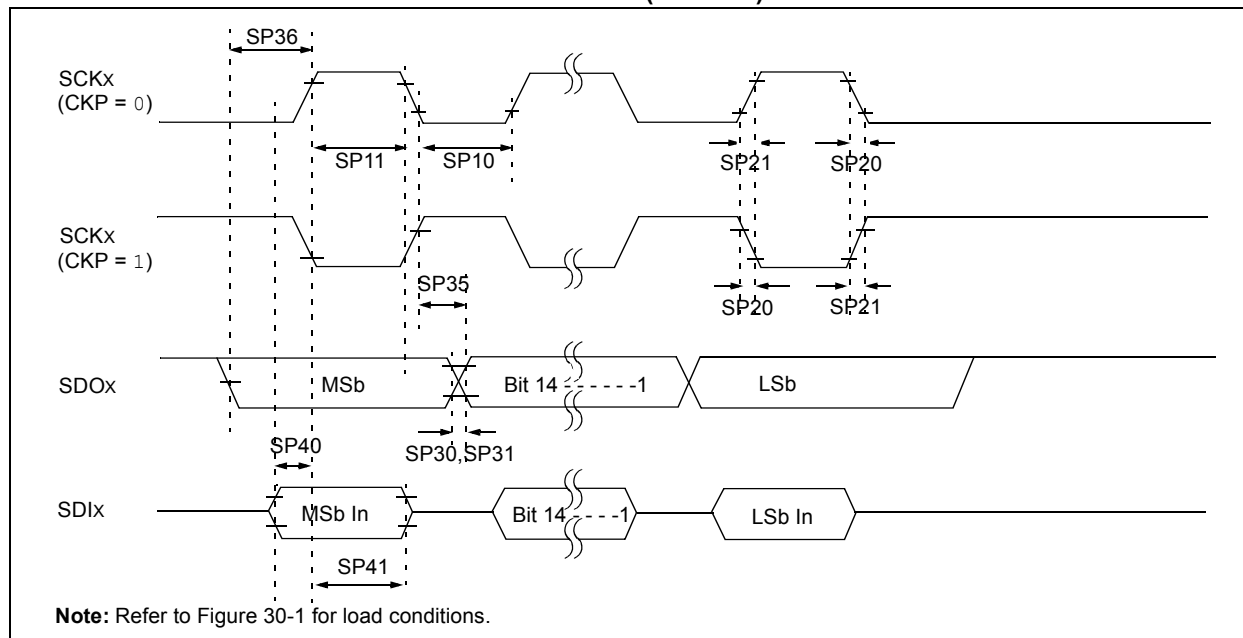 SP36
SCKx
(CKP = 0)
SP11
SP10
SP21
SP20
SCKx
(CKP = 1)
SP35
SP20
SP21
SDOx
MSb
Bit 14 - - - - - -1
LSb
SP40
SP30,SP31
SDIx
MSb In
Bit 14 - - - - -1
LSb In
SP41
Note: Refer to Figure 30-1 for load conditions.